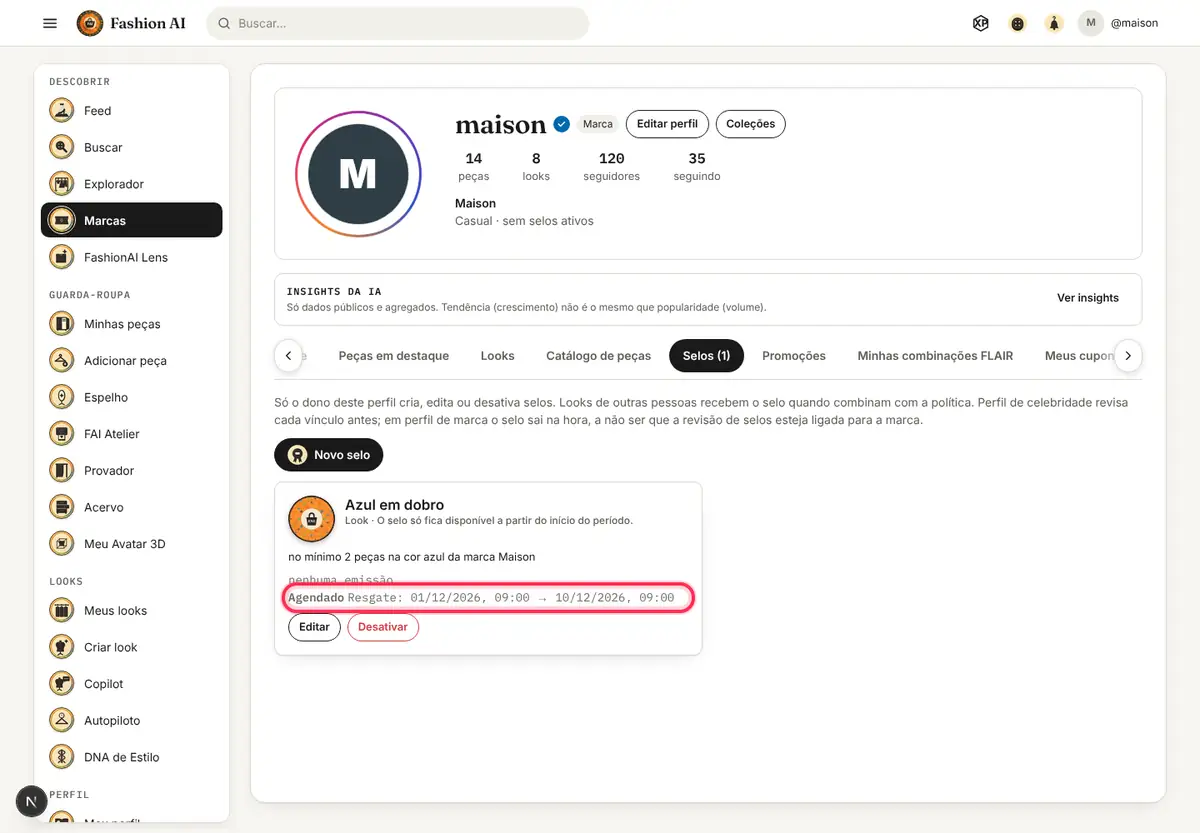 Fashion AI
Buscar...
XP
M
@maison
DESCOBRIR
Feed
Buscar
Explorador
Marcas
FashionAI Lens
GUARDA-ROUPA
Minhas peças
Adicionar peça
Espelho
FAI Atelier
Provador
Acervo
Meu Avatar 3D
LOOKS
Meus looks
Criar look
Copilot
Autopiloto
DNA de Estilo
PERFIL
Meu perfil
N
M
maison
Marca
Editar perfil
Coleções
14 8 120 35
peças looks seguidores seguindo
Maison
Casual · sem selos ativos
INSIGHTS DA IA
Só dados públicos e agregados. Tendência (crescimento) não é o mesmo que popularidade (volume).
Ver insights
Peças em destaque Looks Catálogo de peças Selos (1) Promoções Minhas combinações FLAIR Meus cupon
Só o dono deste perfil cria, edita ou desativa selos. Looks de outras pessoas recebem o selo quando combinam com a política. Perfil de celebridade revisa
cada vínculo antes; em perfil de marca o selo sai na hora, a não ser que a revisão de selos esteja ligada para a marca.
Novo selo
Azul em dobro
Look · O selo só fica disponível a partir do início do período.
no mínimo 2 peças na cor azul da marca Maison
nenhuma emissão
Agendado Resgate: 01/12/2026, 09:00 → 10/12/2026, 09:00
Editar
Desativar